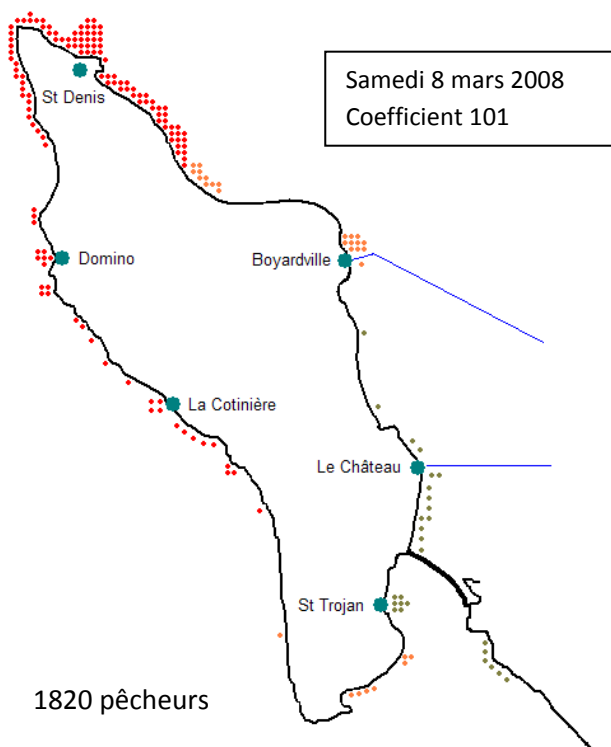 Samedi 8 mars 2008
Coefficient 101
St Denis
Domino
Boyardville
La Cotinière
Le Château
St Trojan
1820 pêcheurs